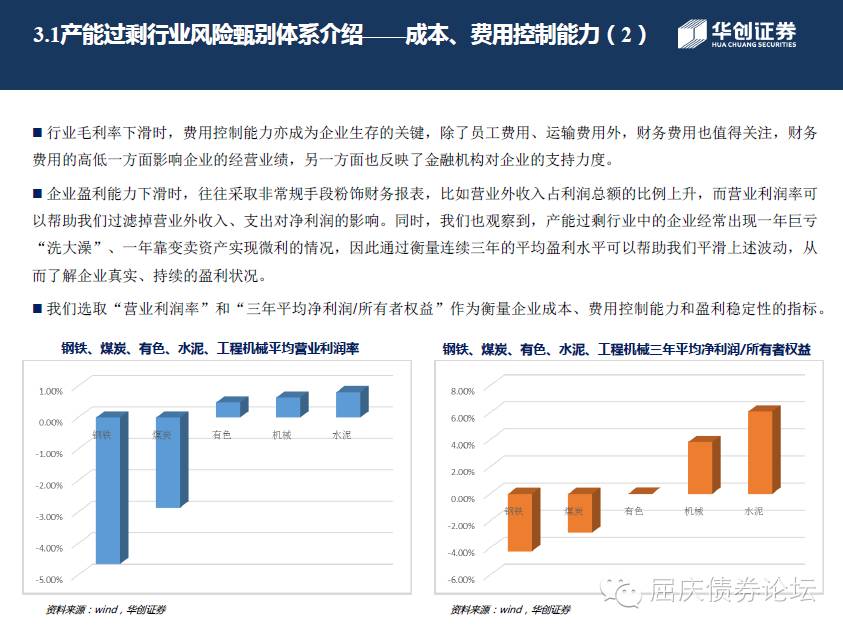 3.1产能过剩行业风险甄别体系介绍——成本、费用控制能力（2）
华创证券
HUA CHUANG SECURITIES
■ 行业毛利率下滑时，费用控制能力亦成为企业生存的关键，除了员工费用、运输费用外，财务费用也值得关注，财务
费用的高低一方面影响企业的经营业绩，另一方面也反映了金融机构对企业的支持力度。
■ 企业盈利能力下滑时，往往采取非常规手段粉饰财务报表，比如营业外收入占利润总额的比例上升，而营业利润率可
以帮助我们过滤掉营业外收入、支出对净利润的影响。同时，我们也观察到，产能过剩行业中的企业经常出现一年巨亏
“洗大澡”、一年靠变卖资产实现微利的情况，因此通过衡量连续三年的平均盈利水平可以帮助我们平滑上述波动，从
而了解企业真实、持续的盈利状况。
■ 我们选取“营业利润率”和“三年平均净利润/所有者权益”作为衡量企业成本、费用控制能力和盈利稳定性的指标。
钢铁、煤炭、有色、水泥、工程机械平均营业利润率
1.00%
0.00%
-1.00%
-2.00%
-3.00%
-4.00%
-5.00%
钢铁 煤炭 有色 机械 水泥
资料来源：wind，华创证券
钢铁、煤炭、有色、水泥、工程机械三年平均净利润/所有者权益
8.00%
6.00%
4.00%
2.00%
0.00%
-2.00%
-4.00%
-6.00%
钢铁 煤炭 有色 机械 水泥
资料来源：wind，华创证券
屈庆债券论坛